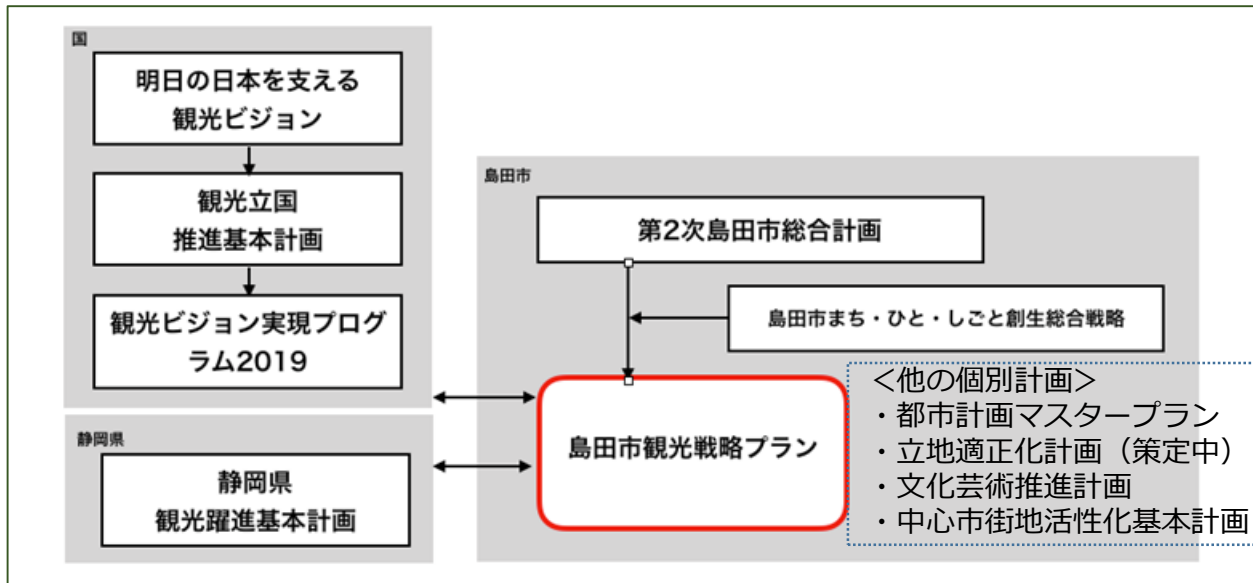 国
明日の日本を支える
観光ビジョン
観光立国
推進基本計画
観光ビジョン実現プログ
ラム2019
静岡県
静岡県
観光躍進基本計画
島田市
第2次島田市総合計画
島田市まち・ひと・しごと創生総合戦略
島田市観光戦略プラン
＜他の個別計画＞
・都市計画マスタープラン
・立地適正化計画（策定中）
・文化芸術推進計画
・中心市街地活性化基本計画